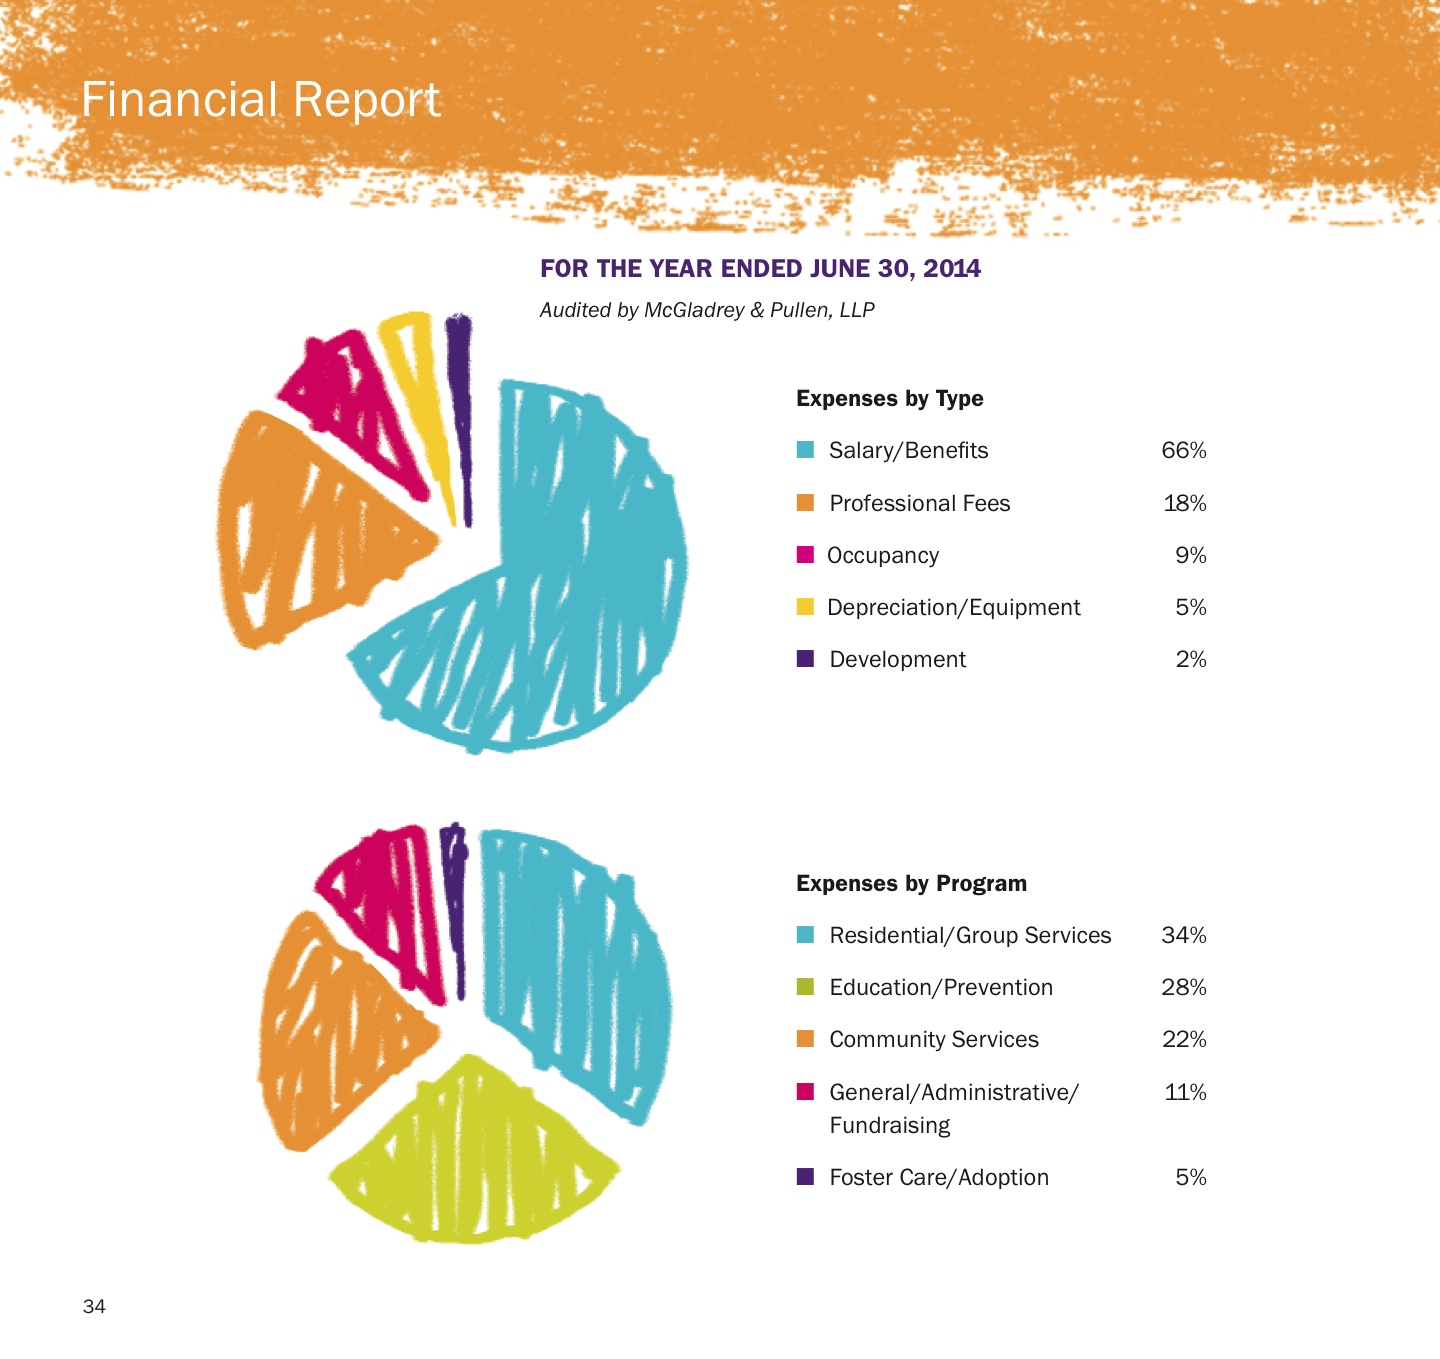 Financial Report
FOR THE YEAR ENDED JUNE 30, 2014
Audited by McGladrey & Pullen, LLP
Expenses by Type
Salary/Benefits 66%
Professional Fees 18%
Occupancy 9%
Depreciation/Equipment 5%
Development 2%
Expenses by Program
Residential/Group Services 34%
Education/Prevention 28%
Community Services 22%
General/Administrative/ 11%
Fundraising
Foster Care/Adoption 5%
34